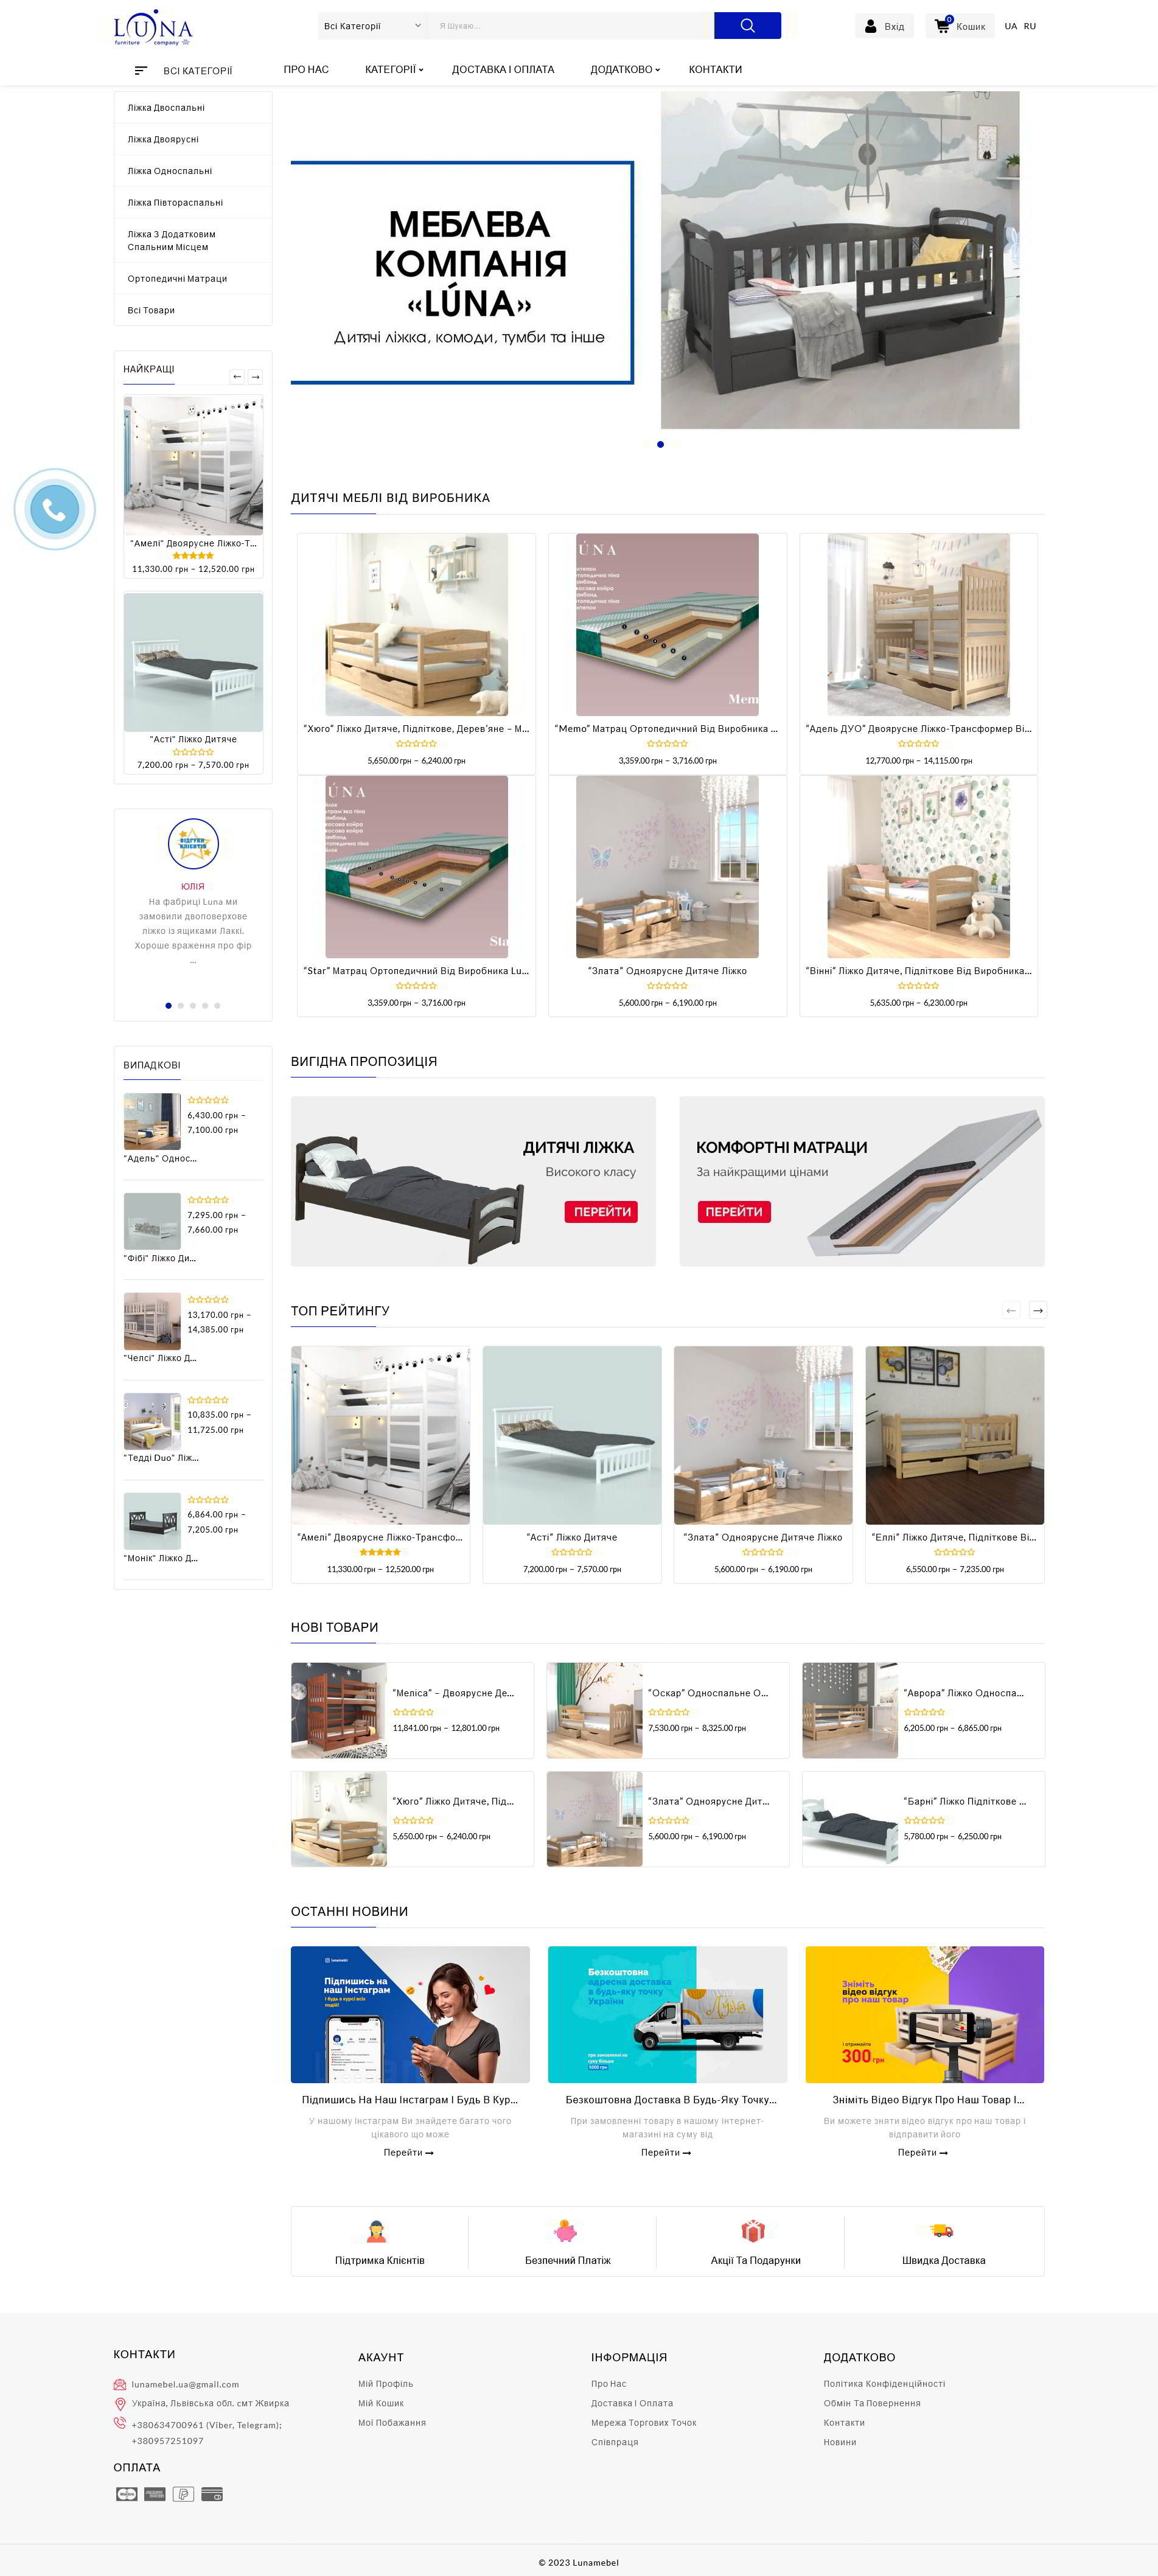 LÚNA
furniture company
Всі Категорії
Я Шукаю...
Вхід
0
Кошик
UA RU
ВСІ КАТЕГОРІЇ
ПРО НАС
КАТЕГОРІЇ
ДОСТАВКА І ОПЛАТА
ДОДАТКОВО
КОНТАКТИ
Ліжка Двоспальні
Ліжка Двоярусні
Ліжка Односпальні
Ліжка Півтораспальні
Ліжка З Додатковим
Спальним Місцем
Ортопедичні Матраци
Всі Товари
МЕБЛЕВА
КОМПАНІЯ
«LÚNA»
Дитячі ліжка, комоди, тумби та інше
НАЙКРАЩІ
"Амелі" Двоярусне Ліжко-Т...
11,330.00 грн – 12,520.00 грн
"Асті" Ліжко Дитяче
7,200.00 грн – 7,570.00 грн
ВІДГУКИ
КЛІЄНТІВ
ЮЛІЯ
На фабриці Luna ми
замовили двоповерхове
ліжко із ящиками Лаккі.
Хороше враження про фір
...
ВИПАДКОВІ
6,430.00 грн –
7,100.00 грн
"Адель" Однос...
7,295.00 грн –
7,660.00 грн
"Фібі" Ліжко Ди...
13,170.00 грн –
14,385.00 грн
"Челсі" Ліжко Д...
10,835.00 грн –
11,725.00 грн
"Тедді Duo" Ліж...
6,864.00 грн –
7,205.00 грн
"Монік" Ліжко Д...
ДИТЯЧІ МЕБЛІ ВІД ВИРОБНИКА
"Хюго" Ліжко Дитяче, Підліткове, Дерев'яне – М...
5,650.00 грн – 6,240.00 грн
"Memo" Матрац Ортопедичний Від Виробника ...
3,359.00 грн – 3,716.00 грн
"Адель ДУО" Двоярусне Ліжко-Трансформер Ві...
12,770.00 грн – 14,115.00 грн
"Star" Матрац Ортопедичний Від Виробника Lu...
3,359.00 грн – 3,716.00 грн
"Злата" Одноярусне Дитяче Ліжко
5,600.00 грн – 6,190.00 грн
"Вінні" Ліжко Дитяче, Підліткове Від Виробника...
5,635.00 грн – 6,230.00 грн
ВИГІДНА ПРОПОЗИЦІЯ
ДИТЯЧІ ЛІЖКА
Високого класу
ПЕРЕЙТИ
КОМФОРТНІ МАТРАЦИ
За найкращими цінами
ПЕРЕЙТИ
ТОП РЕЙТИНГУ
"Амелі" Двоярусне Ліжко-Трансфо...
11,330.00 грн – 12,520.00 грн
"Асті" Ліжко Дитяче
7,200.00 грн – 7,570.00 грн
"Злата" Одноярусне Дитяче Ліжко
5,600.00 грн – 6,190.00 грн
"Еллі" Ліжко Дитяче, Підліткове Ві...
6,550.00 грн – 7,235.00 грн
НОВІ ТОВАРИ
"Меліса" – Двоярусне Де...
11,841.00 грн – 12,801.00 грн
"Оскар" Односпальне О...
7,530.00 грн – 8,325.00 грн
"Аврора" Ліжко Односпа...
6,205.00 грн – 6,865.00 грн
"Хюго" Ліжко Дитяче, Під...
5,650.00 грн – 6,240.00 грн
"Злата" Одноярусне Дит...
5,600.00 грн – 6,190.00 грн
"Барні" Ліжко Підліткове ...
5,780.00 грн – 6,250.00 грн
ОСТАННІ НОВИНИ
Підпишись на
наш Інстаграм
і будь в курсі всіх
подій!
Безкоштовна
адресна доставка
в будь-яку точку
України
при замовленні на
суму більше
5000 грн
Зніміть
відео відгук
про наш товар
і отримайте
300 грн
Підпишись На Наш Інстаграм І Будь В Кур...
У нашому Інстаграм Ви знайдете багато чого
цікавого що може
Перейти
Безкоштовна Доставка В Будь-Яку Точку...
При замовленні товару в нашому інтернет-
магазині на суму від
Перейти
Зніміть Відео Відгук Про Наш Товар І...
Ви можете зняти відео відгук про наш товар і
відправити його
Перейти
Підтримка Клієнтів
Безпечний Платіж
Акції Та Подарунки
Швидка Доставка
КОНТАКТИ
lunamebel.ua@gmail.com
Україна, Львівська обл. смт Жвирка
+380634700961 (Viber, Telegram);
+380957251097
ОПЛАТА
АКАУНТ
Мій Профіль
Мій Кошик
Мої Побажання
ІНФОРМАЦІЯ
Про Нас
Доставка І Оплата
Мережа Торгових Точок
Співпраця
ДОДАТКОВО
Політика Конфіденційності
Обмін Та Повернення
Контакти
Новини
© 2023 Lunamebel